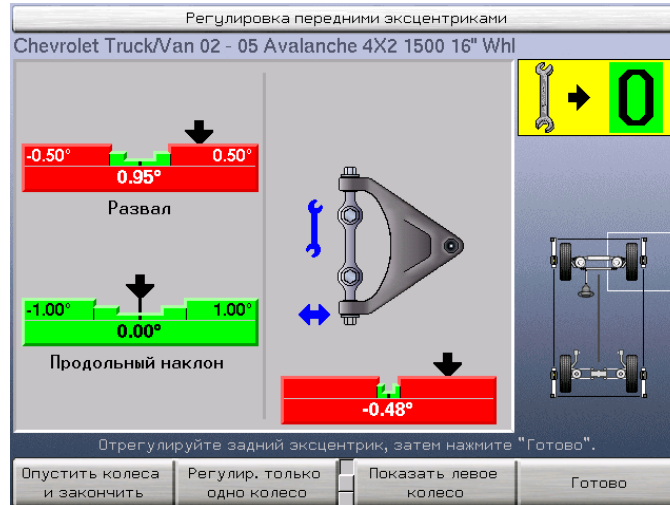 Регулировка передними эксцентриками
Chevrolet Truck/Van 02 - 05 Avalanche 4X2 1500 16" Whl
0
-0.50° 0.50°
0.95°
Развал
-1.00° 1.00°
0.00°
Продольный наклон
-0.48°
Отрегулируйте задний эксцентрик, затем нажмите "Готово".
Опустить колеса
и закончить
Регулир. только
одно колесо
Показать левое
колесо
Готово